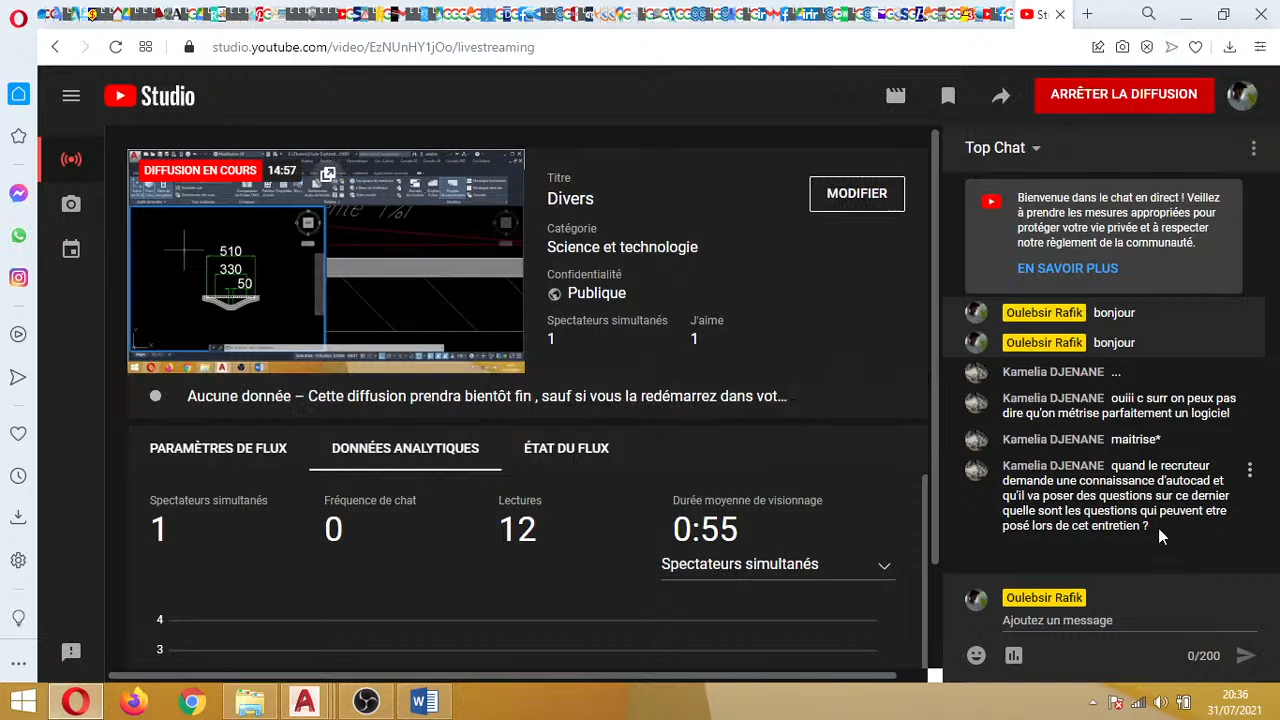 St
studio.youtube.com/video/EzNUnHY1jOo/livestreaming
Studio
ARRÊTER LA DIFFUSION
DIFFUSION EN COURS 14:57
510
330
50
Titre
Divers
MODIFIER
Catégorie
Science et technologie
Confidentialité
Publique
Spectateurs simultanés J'aime
1 1
Aucune donnée – Cette diffusion prendra bientôt fin , sauf si vous la redémarrez dans vot...
PARAMÈTRES DE FLUX DONNÉES ANALYTIQUES ÉTAT DU FLUX
Spectateurs simultanés Fréquence de chat Lectures Durée moyenne de visionnage
1 0 12 0:55
Spectateurs simultanés
4
3
Top Chat
Bienvenue dans le chat en direct ! Veillez
à prendre les mesures appropriées pour
protéger votre vie privée et à respecter
notre règlement de la communauté.
EN SAVOIR PLUS
Oulebsir Rafik bonjour
Oulebsir Rafik bonjour
Kamelia DJENANE ...
Kamelia DJENANE ouiii c surr on peux pas
dire qu'on métrise parfaitement un logiciel
Kamelia DJENANE maitrise*
Kamelia DJENANE quand le recruteur
demande une connaissance d'autocad et
qu'il va poser des questions sur ce dernier
quelle sont les questions qui peuvent etre
posé lors de cet entretien ?
Oulebsir Rafik
Ajoutez un message
0/200
20:36
31/07/2021